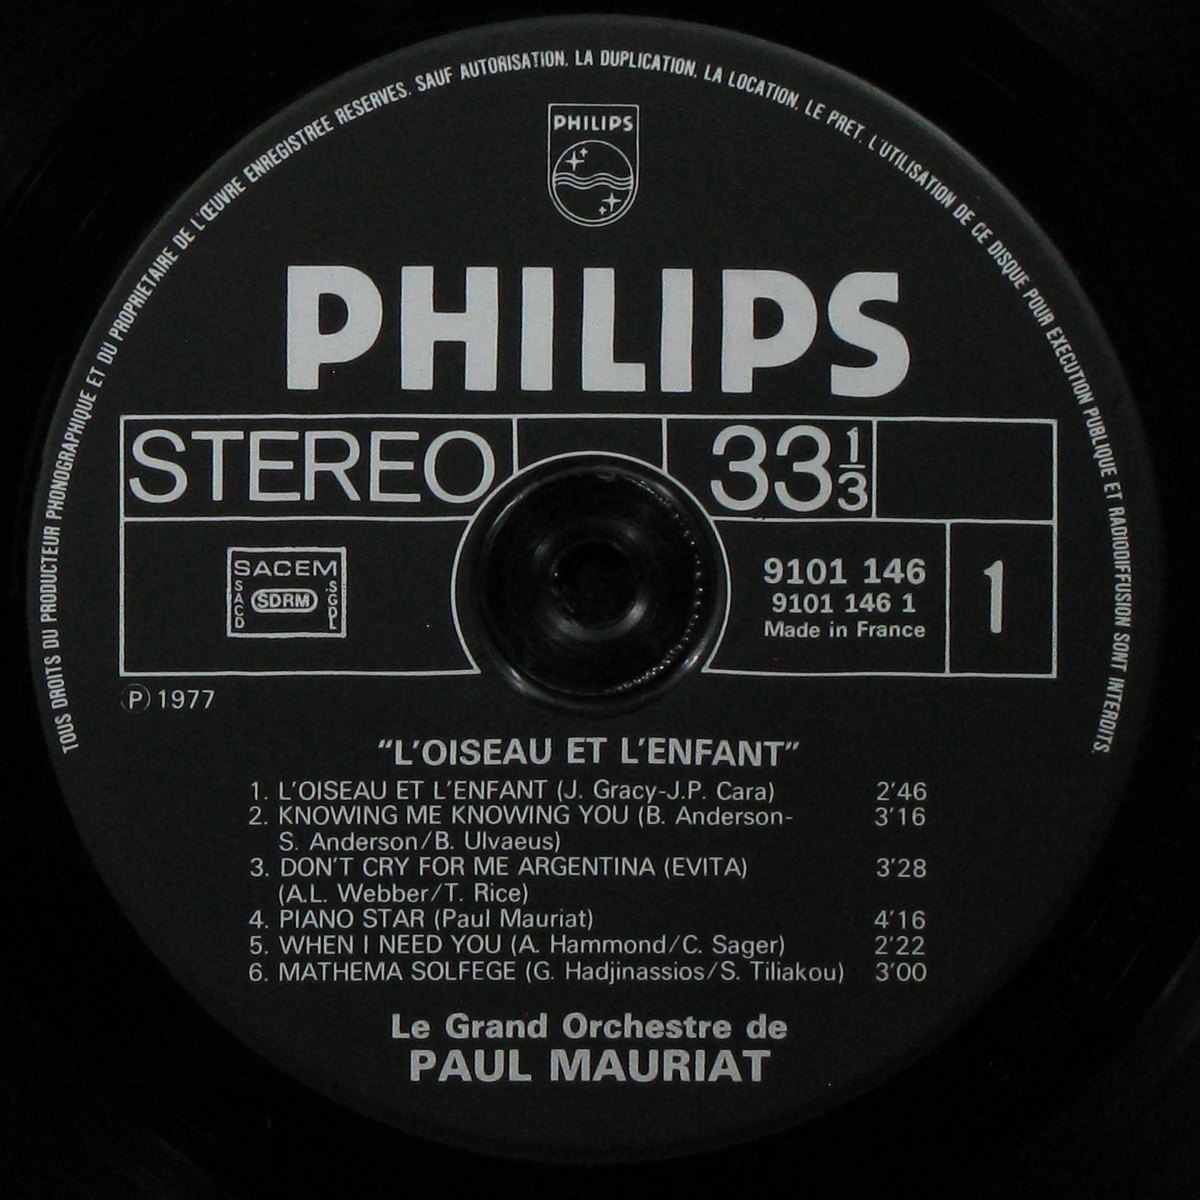 TOUS DROITS DU PRODUCTEUR PHONOGRAPHIQUE ET DU PROPRIETAIRE DE L'ŒUVRE ENREGISTREE RESERVES. SAUF AUTORISATION, LA DUPLICATION, LA LOCATION, LE PRET, L'UTILISATION DE CE DISQUE POUR EXECUTION PUBLIQUE ET RADIODIFFUSION SONT INTERDITS.
PHILIPS
PHILIPS
STEREO 33 1/3
SACEM
SACD SDRM SGDL
9101 146
9101 146 1
Made in France
1
Ⓟ 1977
"L'OISEAU ET L'ENFANT"
1. L'OISEAU ET L'ENFANT (J. Gracy-J.P. Cara) 2'46
2. KNOWING ME KNOWING YOU (B. Anderson- 3'16
S. Anderson/B. Ulvaeus)
3. DON'T CRY FOR ME ARGENTINA (EVITA) 3'28
(A.L. Webber/T. Rice)
4. PIANO STAR (Paul Mauriat) 4'16
5. WHEN I NEED YOU (A. Hammond/C. Sager) 2'22
6. MATHEMA SOLFEGE (G. Hadjinassios/S. Tiliakou) 3'00
Le Grand Orchestre de
PAUL MAURIAT